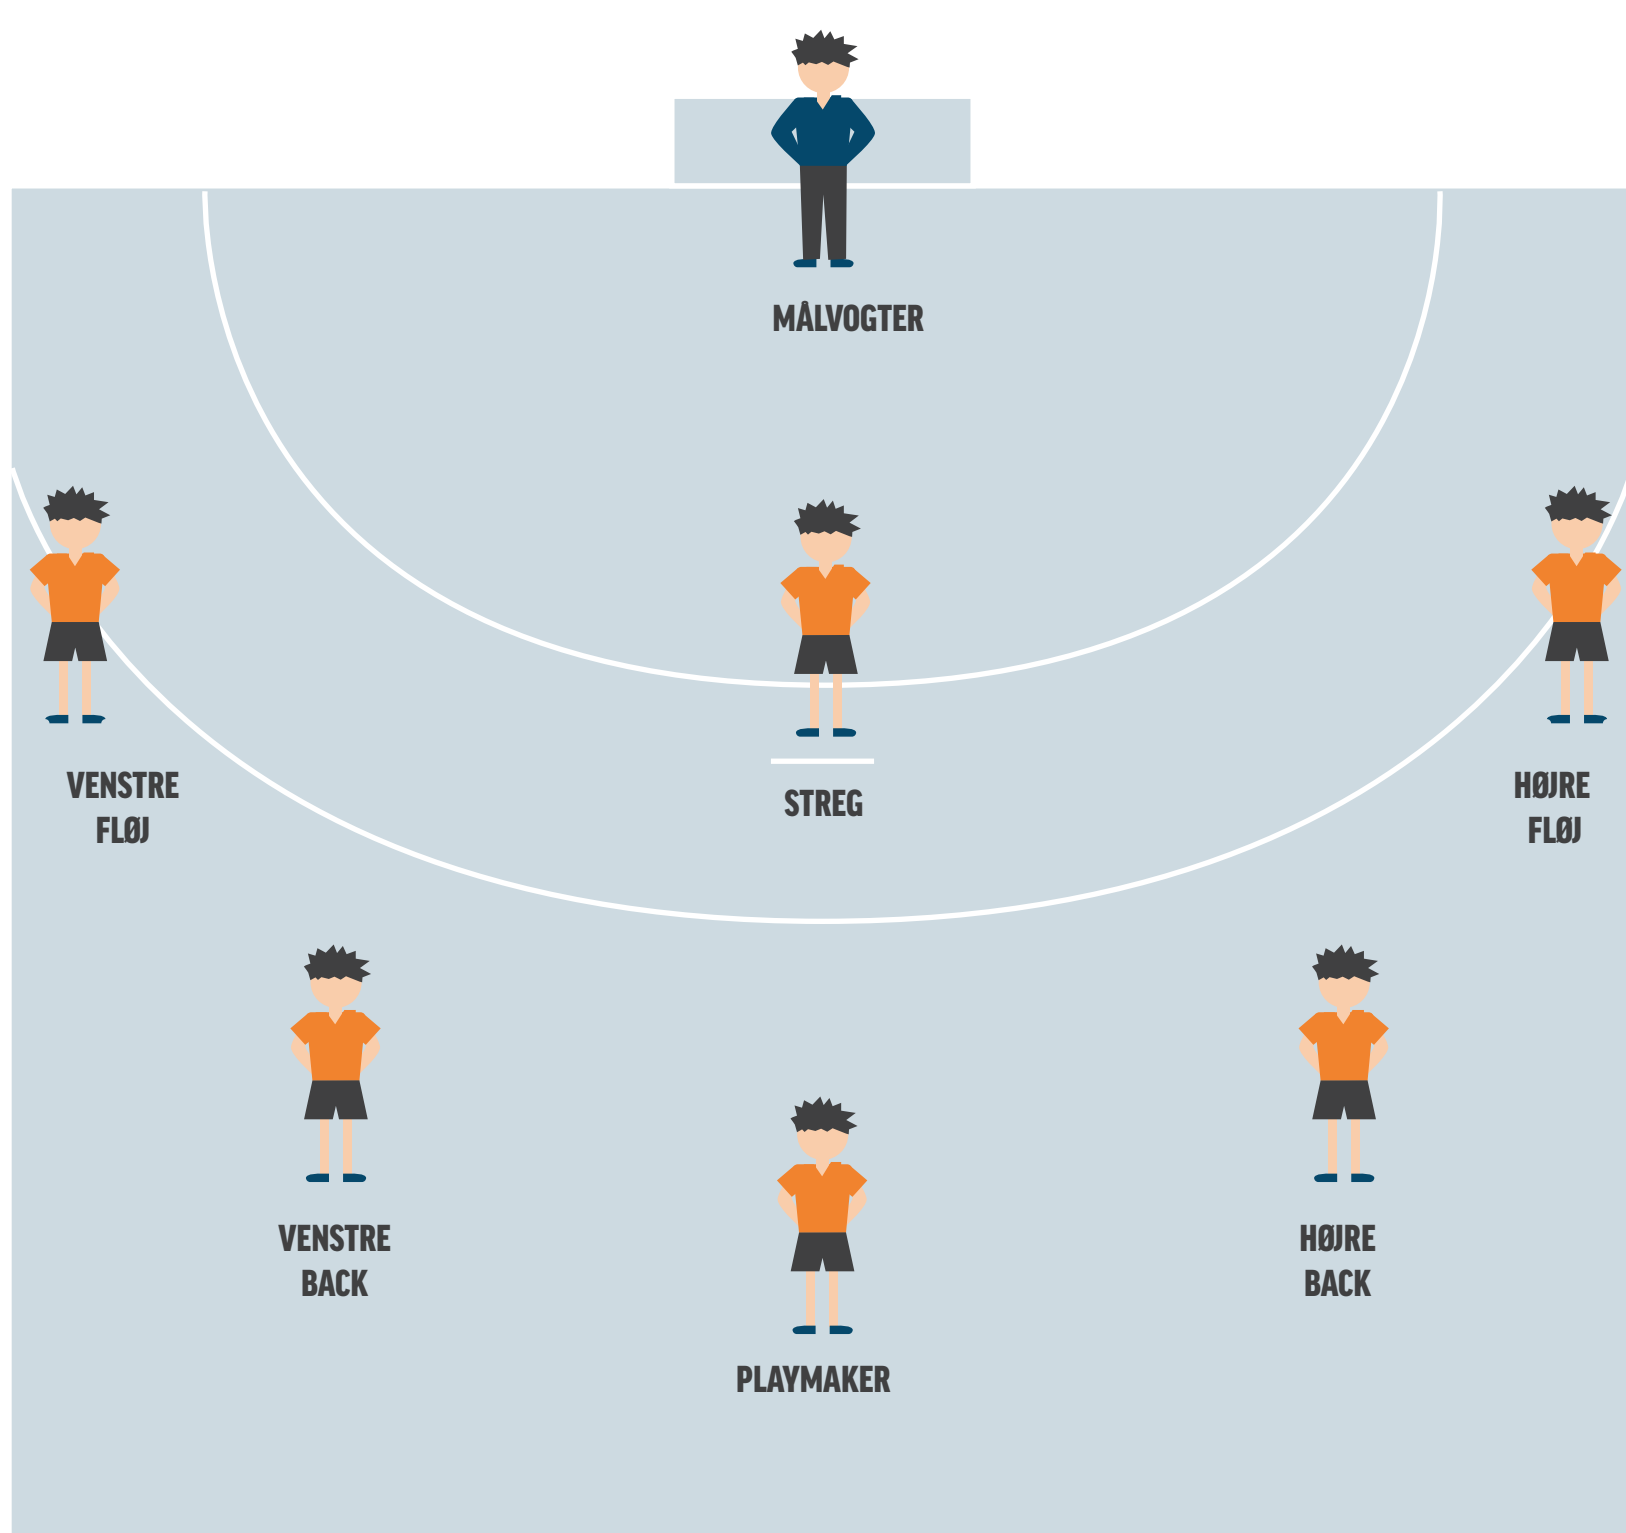 MÅLVOGTER
VENSTRE
FLØJ
STREG
HØJRE
FLØJ
VENSTRE
BACK
HØJRE
BACK
PLAYMAKER